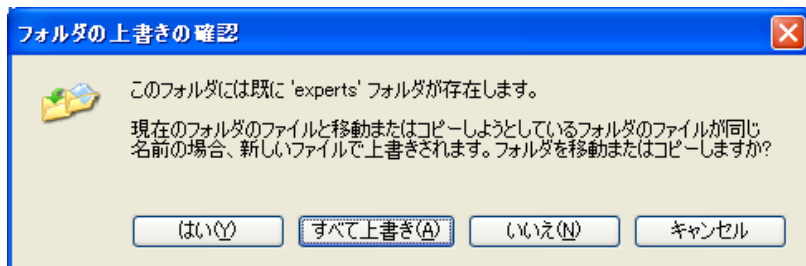 フォルダの上書きの確認
このフォルダには既に 'experts' フォルダが存在します。
現在のフォルダのファイルと移動またはコピーしようとしているフォルダのファイルが同じ
名前の場合、新しいファイルで上書きされます。フォルダを移動またはコピーしますか?
はい(Y) すべて上書き(A) いいえ(N) キャンセル